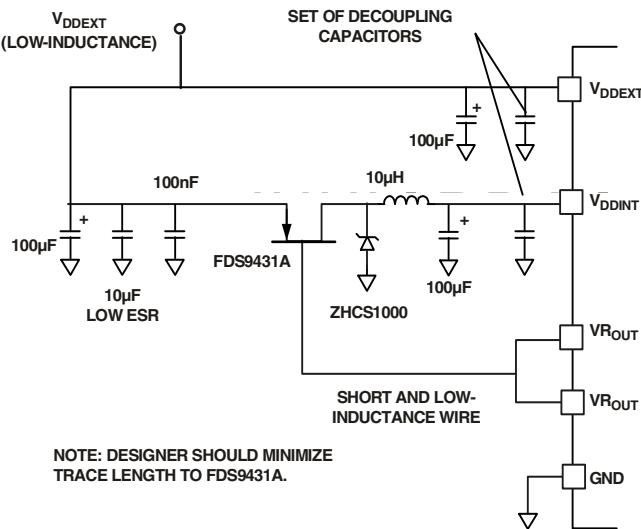 VDDEXT
(LOW-INDUCTANCE)
SET OF DECOUPLING
CAPACITORS
VDDEXT
+
100µF
100nF
10µH
VDDINT
+
100µF
+
FDS9431A
100µF
10µF
LOW ESR
ZHCS1000
VROUT
SHORT AND LOW-
INDUCTANCE WIRE
VROUT
NOTE: DESIGNER SHOULD MINIMIZE
TRACE LENGTH TO FDS9431A.
GND